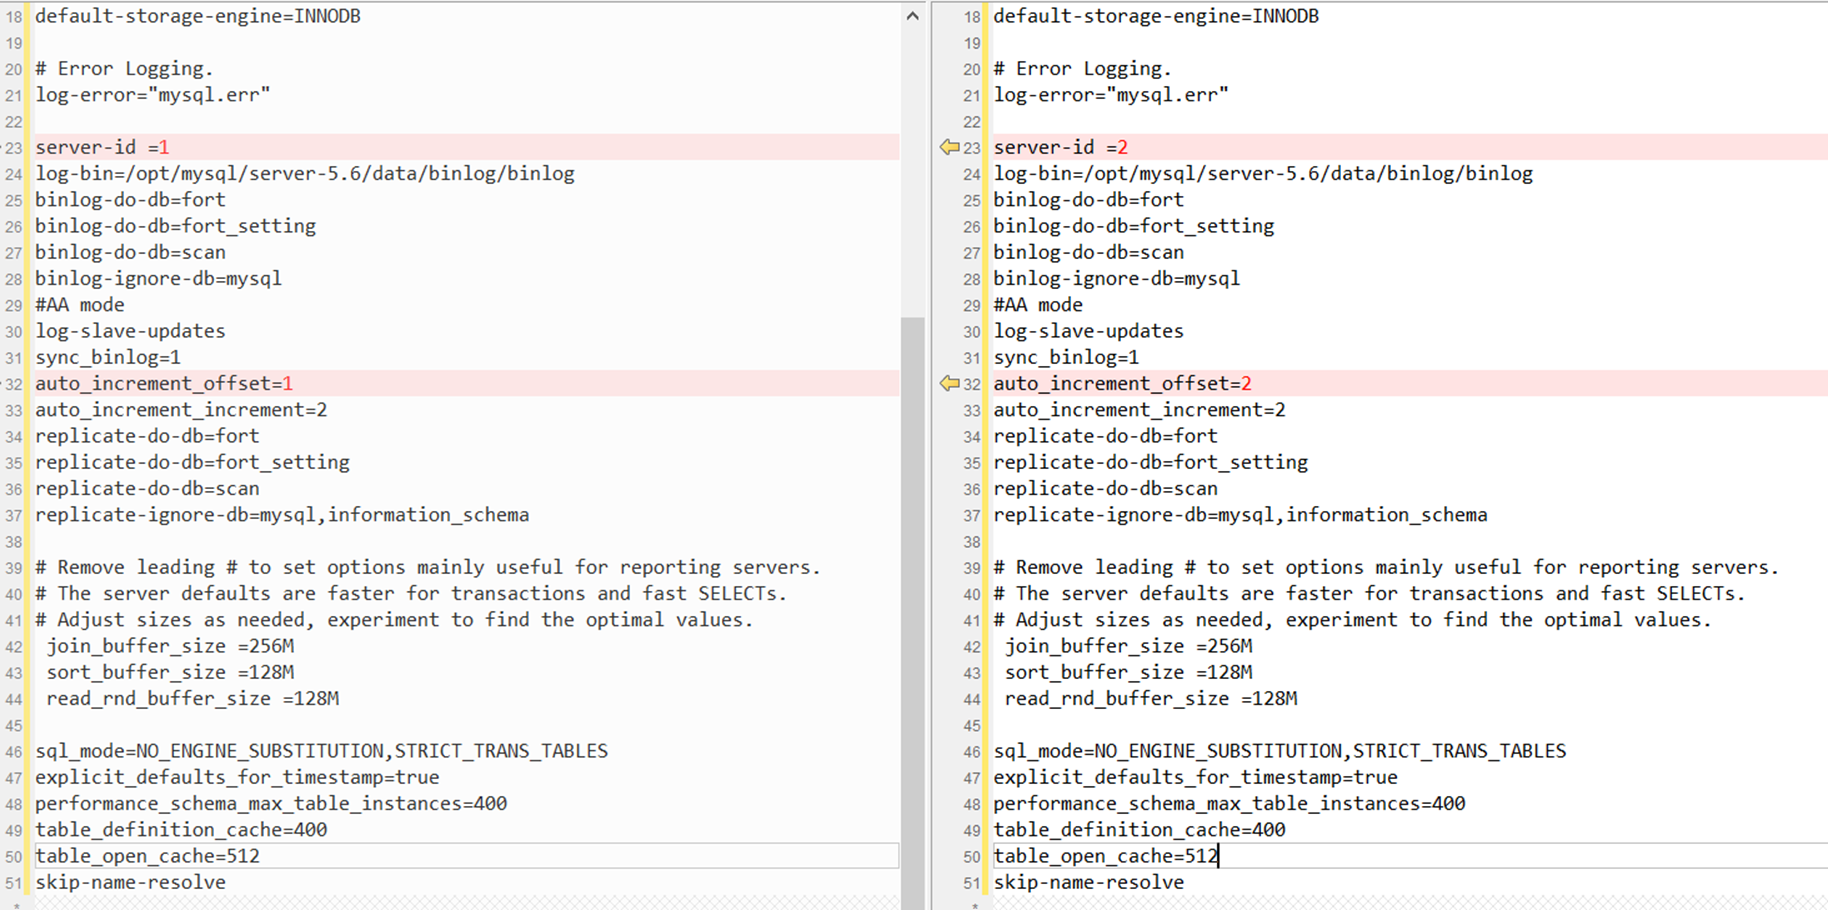 18 default-storage-engine=INNODB
19
20 # Error Logging.
21 log-error="mysql.err"
22
23 server-id =1
24 log-bin=/opt/mysql/server-5.6/data/binlog/binlog
25 binlog-do-db=fort
26 binlog-do-db=fort_setting
27 binlog-do-db=scan
28 binlog-ignore-db=mysql
29 #AA mode
30 log-slave-updates
31 sync_binlog=1
32 auto_increment_offset=1
33 auto_increment_increment=2
34 replicate-do-db=fort
35 replicate-do-db=fort_setting
36 replicate-do-db=scan
37 replicate-ignore-db=mysql,information_schema
38
39 # Remove leading # to set options mainly useful for reporting servers.
40 # The server defaults are faster for transactions and fast SELECTs.
41 # Adjust sizes as needed, experiment to find the optimal values.
42 join_buffer_size =256M
43 sort_buffer_size =128M
44 read_rnd_buffer_size =128M
45
46 sql_mode=NO_ENGINE_SUBSTITUTION,STRICT_TRANS_TABLES
47 explicit_defaults_for_timestamp=true
48 performance_schema_max_table_instances=400
49 table_definition_cache=400
50 table_open_cache=512
51 skip-name-resolve
*
18 default-storage-engine=INNODB
19
20 # Error Logging.
21 log-error="mysql.err"
22
23 server-id =2
24 log-bin=/opt/mysql/server-5.6/data/binlog/binlog
25 binlog-do-db=fort
26 binlog-do-db=fort_setting
27 binlog-do-db=scan
28 binlog-ignore-db=mysql
29 #AA mode
30 log-slave-updates
31 sync_binlog=1
32 auto_increment_offset=2
33 auto_increment_increment=2
34 replicate-do-db=fort
35 replicate-do-db=fort_setting
36 replicate-do-db=scan
37 replicate-ignore-db=mysql,information_schema
38
39 # Remove leading # to set options mainly useful for reporting servers.
40 # The server defaults are faster for transactions and fast SELECTs.
41 # Adjust sizes as needed, experiment to find the optimal values.
42 join_buffer_size =256M
43 sort_buffer_size =128M
44 read_rnd_buffer_size =128M
45
46 sql_mode=NO_ENGINE_SUBSTITUTION,STRICT_TRANS_TABLES
47 explicit_defaults_for_timestamp=true
48 performance_schema_max_table_instances=400
49 table_definition_cache=400
50 table_open_cache=512
51 skip-name-resolve
*